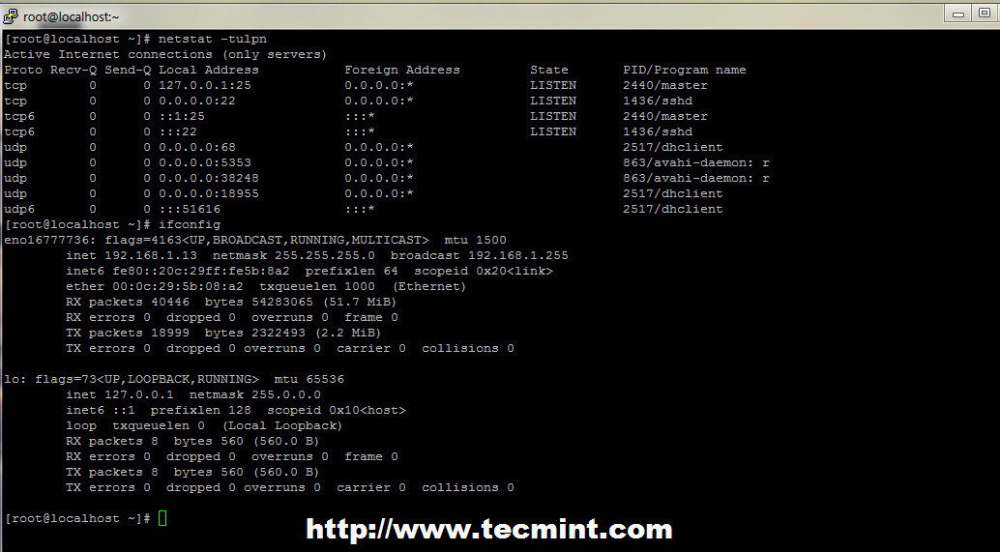 root@localhost:~
[root@localhost ~]# netstat -tulpn
Active Internet connections (only servers)
Proto Recv-Q Send-Q Local Address           Foreign Address         State       PID/Program name
tcp        0      0 127.0.0.1:25            0.0.0.0:*               LISTEN      2440/master
tcp        0      0 0.0.0.0:22              0.0.0.0:*               LISTEN      1436/sshd
tcp6       0      0 ::1:25                  :::*                    LISTEN      2440/master
tcp6       0      0 :::22                   :::*                    LISTEN      1436/sshd
udp        0      0 0.0.0.0:68              0.0.0.0:*                           2517/dhclient
udp        0      0 0.0.0.0:5353            0.0.0.0:*                           863/avahi-daemon: r
udp        0      0 0.0.0.0:38248           0.0.0.0:*                           863/avahi-daemon: r
udp        0      0 0.0.0.0:18955           0.0.0.0:*                           2517/dhclient
udp6       0      0 :::51616                :::*                                2517/dhclient
[root@localhost ~]# ifconfig
eno16777736: flags=4163<UP,BROADCAST,RUNNING,MULTICAST>  mtu 1500
        inet 192.168.1.13  netmask 255.255.255.0  broadcast 192.168.1.255
        inet6 fe80::20c:29ff:fe5b:8a2  prefixlen 64  scopeid 0x20<link>
        ether 00:0c:29:5b:08:a2  txqueuelen 1000  (Ethernet)
        RX packets 40446  bytes 54283065 (51.7 MiB)
        RX errors 0  dropped 0  overruns 0  frame 0
        TX packets 18999  bytes 2322493 (2.2 MiB)
        TX errors 0  dropped 0 overruns 0  carrier 0  collisions 0
lo: flags=73<UP,LOOPBACK,RUNNING>  mtu 65536
        inet 127.0.0.1  netmask 255.0.0.0
        inet6 ::1  prefixlen 128  scopeid 0x10<host>
        loop  txqueuelen 0  (Local Loopback)
        RX packets 8  bytes 560 (560.0 B)
        RX errors 0  dropped 0  overruns 0  frame 0
        TX packets 8  bytes 560 (560.0 B)
        TX errors 0  dropped 0 overruns 0  carrier 0  collisions 0
[root@localhost ~]#
http://www.tecmint.com